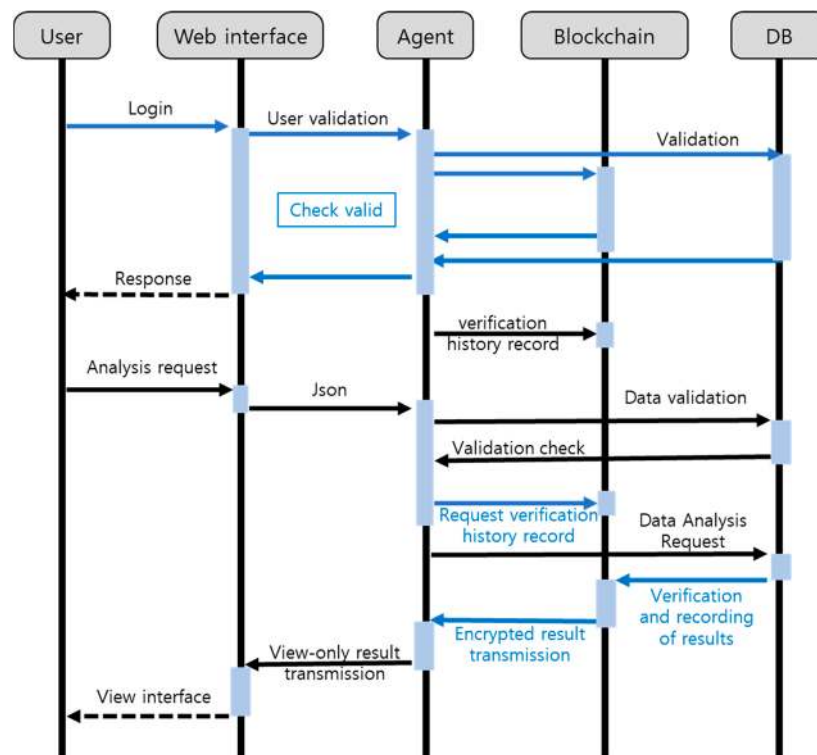 User
Web interface
Agent
Blockchain
DB
Login
User validation
Validation
Check valid
Response
verification
history record
Analysis request
Json
Data validation
Validation check
Request verification
history record
Data Analysis
Request
Verification
and recording
of results
Encrypted result
transmission
View-only result
transmission
View interface